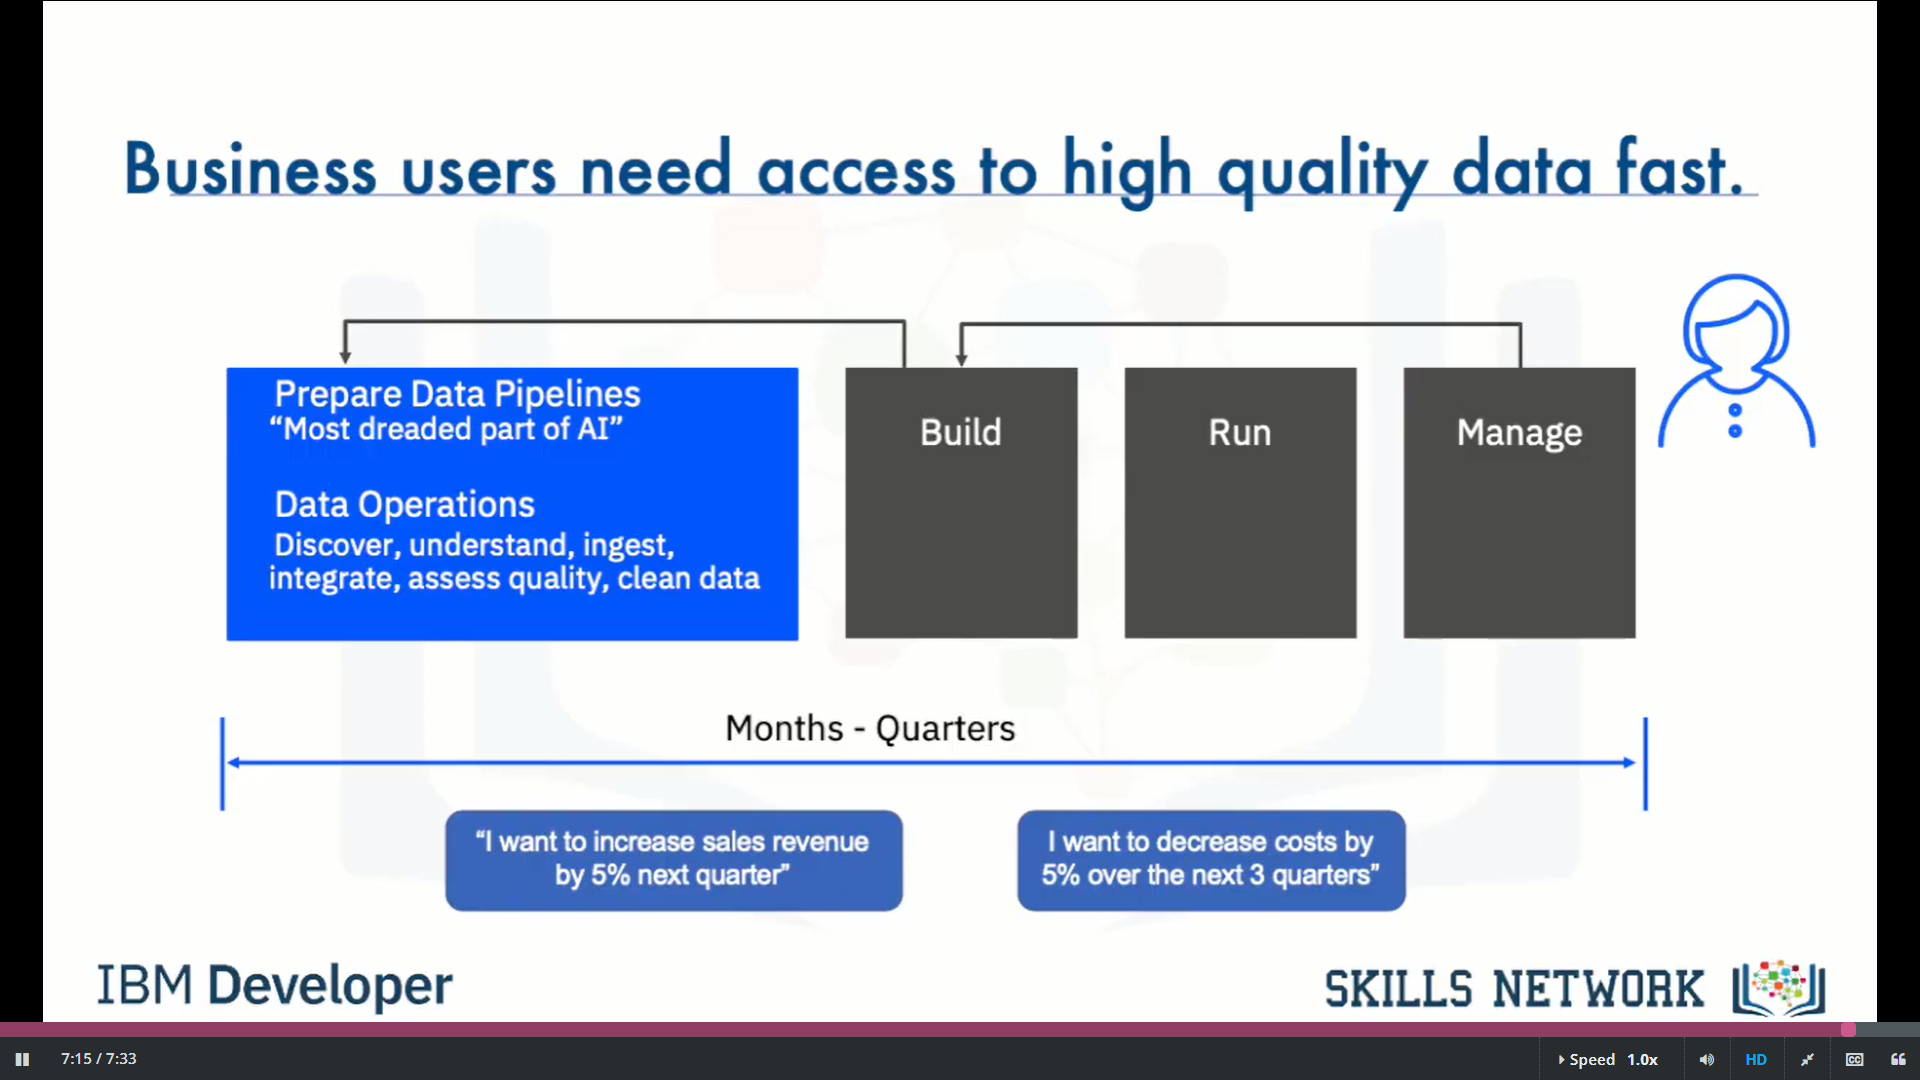 Business users need access to high quality data fast.
Prepare Data Pipelines
“Most dreaded part of AI”
Data Operations
Discover, understand, ingest,
integrate, assess quality, clean data
Build
Run
Manage
Months - Quarters
“I want to increase sales revenue
by 5% next quarter”
I want to decrease costs by
5% over the next 3 quarters”
IBM Developer
SKILLS NETWORK
7:15 / 7:33
Speed 1.0x
HD
CC